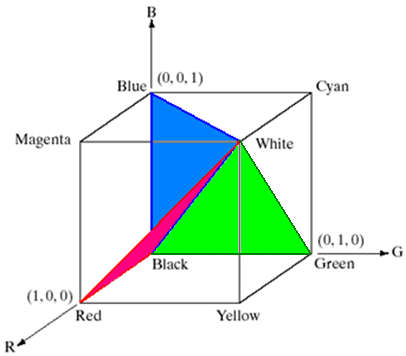 B
Blue (0, 0, 1)
Cyan
Magenta
White
(0, 1, 0)
G
Black
Green
(1, 0, 0)
Red
Yellow
R